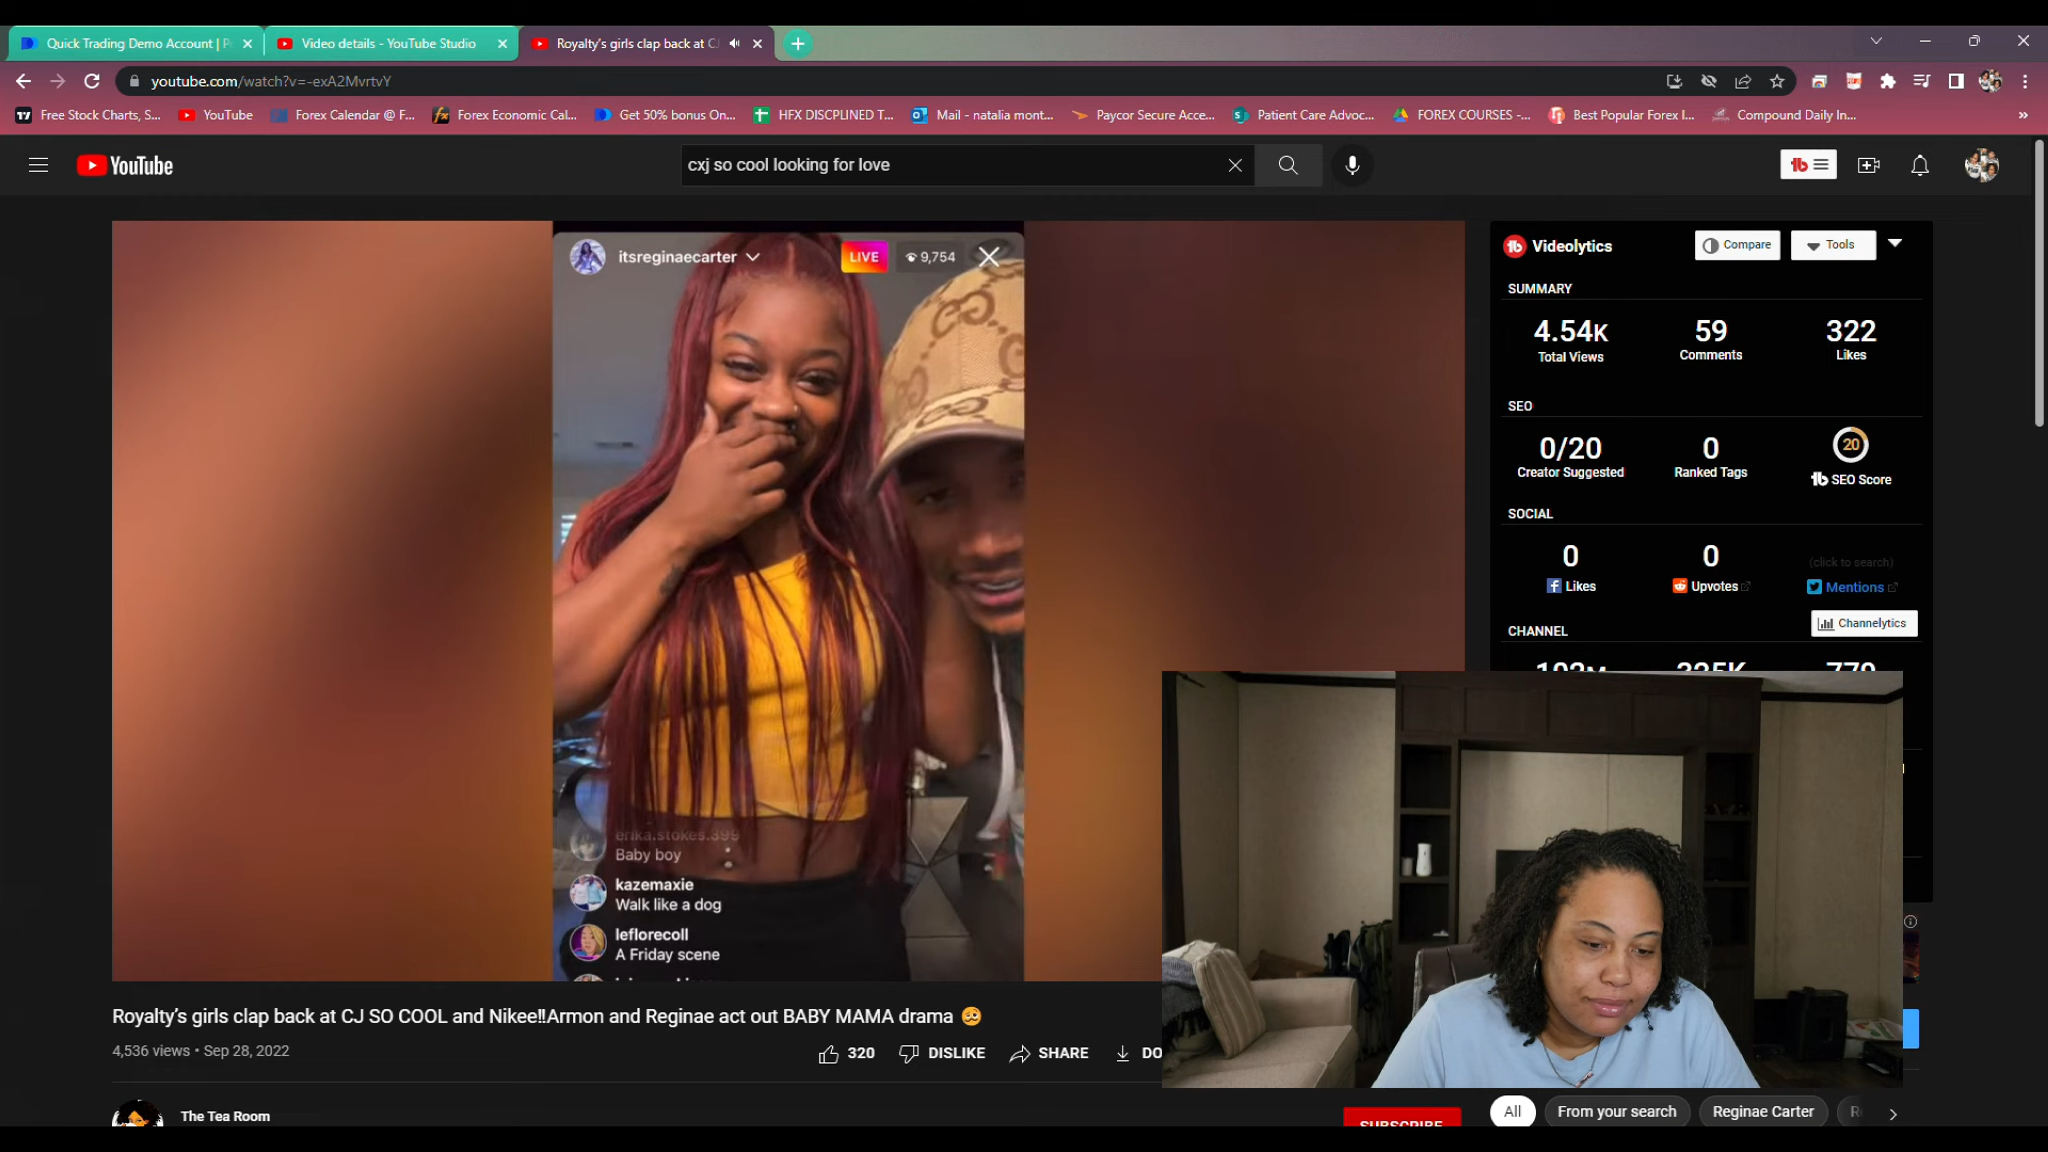 Quick Trading Demo Account | P
Video details - YouTube Studio
Royalty's girls clap back at CJ
youtube.com/watch?v=-exA2MvrtvY
Free Stock Charts, S...
YouTube
Forex Calendar @ F...
Forex Economic Cal...
Get 50% bonus On...
HFX DISCPLINED T...
Mail - natalia mont...
Paycor Secure Acce...
Patient Care Advoc...
FOREX COURSES -...
Best Popular Forex I...
Compound Daily In...
YouTube
cxj so cool looking for love
itsreginaecarter
LIVE
9,754
erika.stokes.399
Baby boy
kazemaxie
Walk like a dog
leflorecoll
A Friday scene
Videolytics
Compare
Tools
SUMMARY
4.54K 59 322
Total Views Comments Likes
SEO
0/20 0 20
Creator Suggested Ranked Tags SEO Score
SOCIAL
0 0 (click to search)
Likes Upvotes Mentions
CHANNEL
Channelytics
Royalty's girls clap back at CJ SO COOL and Nikee!!Armon and Reginae act out BABY MAMA drama 🥺
4,536 views • Sep 28, 2022
320 DISLIKE SHARE DO
The Tea Room
SUBSCRIBE
All
From your search
Reginae Carter